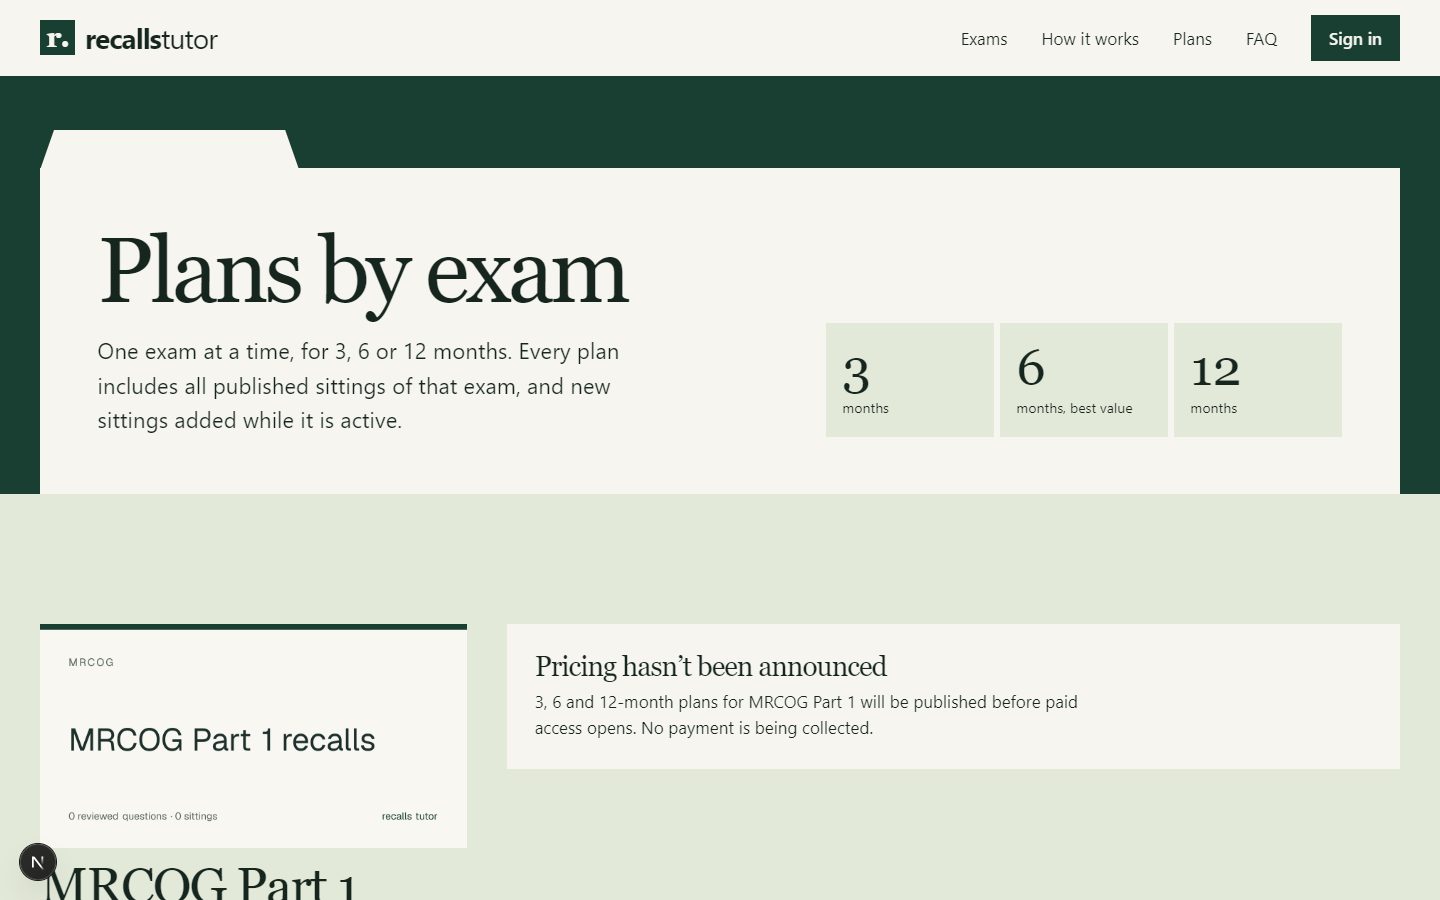 r. recallstutor
Exams
How it works
Plans
FAQ
Sign in
Plans by exam
One exam at a time, for 3, 6 or 12 months. Every plan
includes all published sittings of that exam, and new
sittings added while it is active.
3
months
6
months, best value
12
months
MRCOG
MRCOG Part 1 recalls
0 reviewed questions · 0 sittings
recalls tutor
Pricing hasn’t been announced
3, 6 and 12-month plans for MRCOG Part 1 will be published before paid
access opens. No payment is being collected.
N
MRCOG Part 1